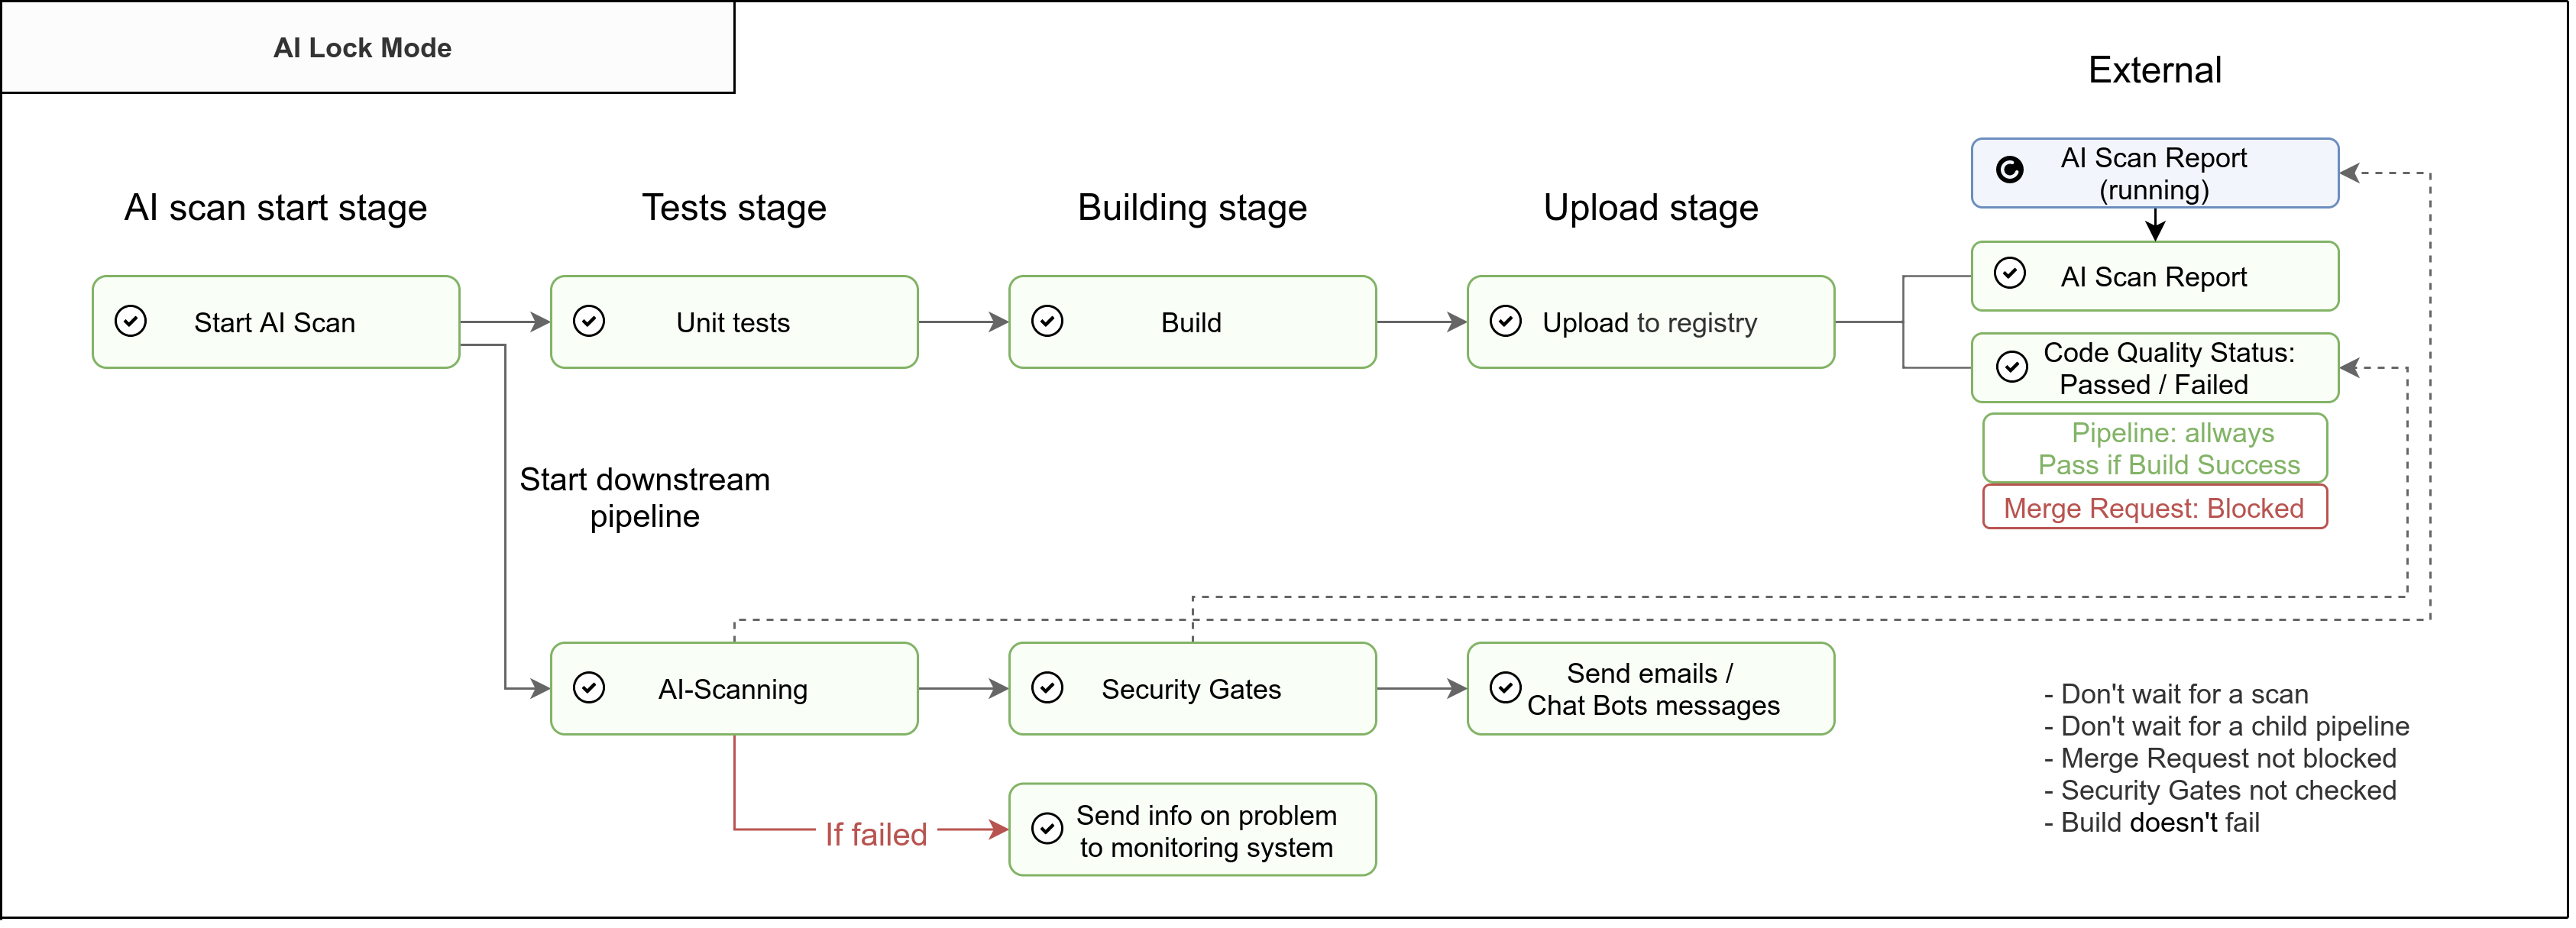 AI Lock Mode
External
AI scan start stage
Tests stage
Building stage
Upload stage
AI Scan Report
(running)
AI Scan Report
Start AI Scan
Unit tests
Build
Upload to registry
Code Quality Status:
Passed / Failed
Pipeline: allways
Pass if Build Success
Merge Request: Blocked
Start downstream
pipeline
AI-Scanning
Security Gates
Send emails /
Chat Bots messages
If failed
Send info on problem
to monitoring system
- Don't wait for a scan
- Don't wait for a child pipeline
- Merge Request not blocked
- Security Gates not checked
- Build doesn't fail